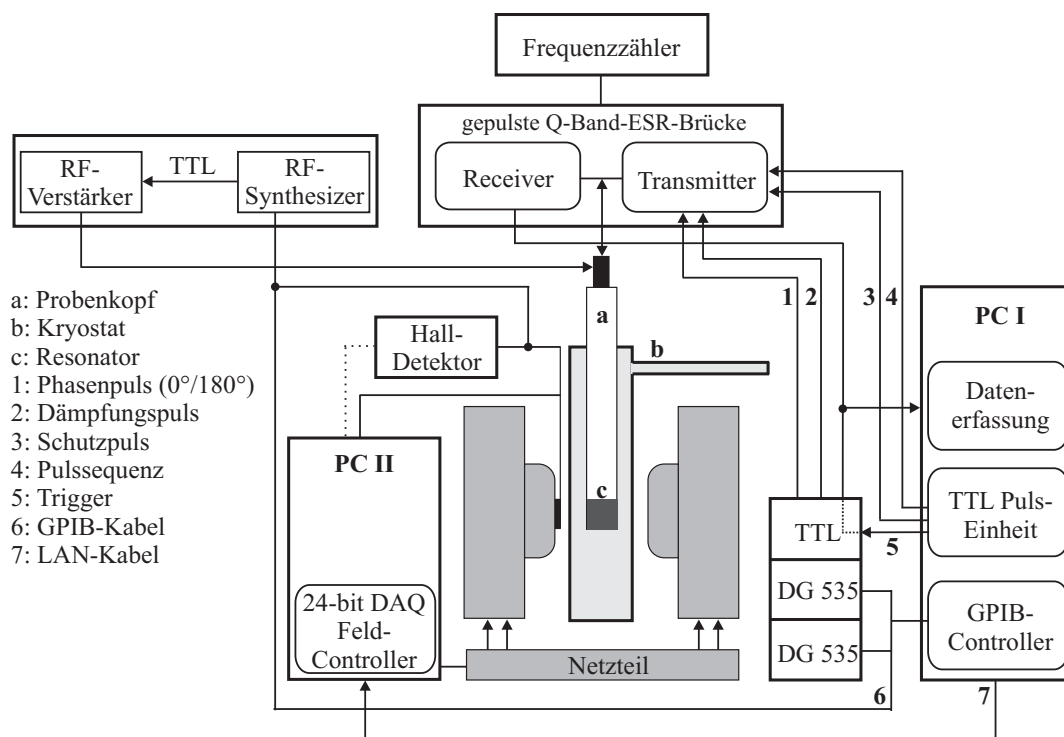 Frequenzzähler
gepulste Q-Band-ESR-Brücke
Receiver
Transmitter
RF-
Verstärker
TTL
RF-
Synthesizer
a: Probenkopf
b: Kryostat
c: Resonator
1: Phasenpuls (0°/180°)
2: Dämpfungspuls
3: Schutzpuls
4: Pulssequenz
5: Trigger
6: GPIB-Kabel
7: LAN-Kabel
Hall-
Detektor
a
b
c
1
2
3
4
PC I
Daten-
erfassung
TTL Puls-
Einheit
GPIB-
Controller
PC II
24-bit DAQ
Feld-
Controller
Netzteil
TTL
5
DG 535
DG 535
6
7